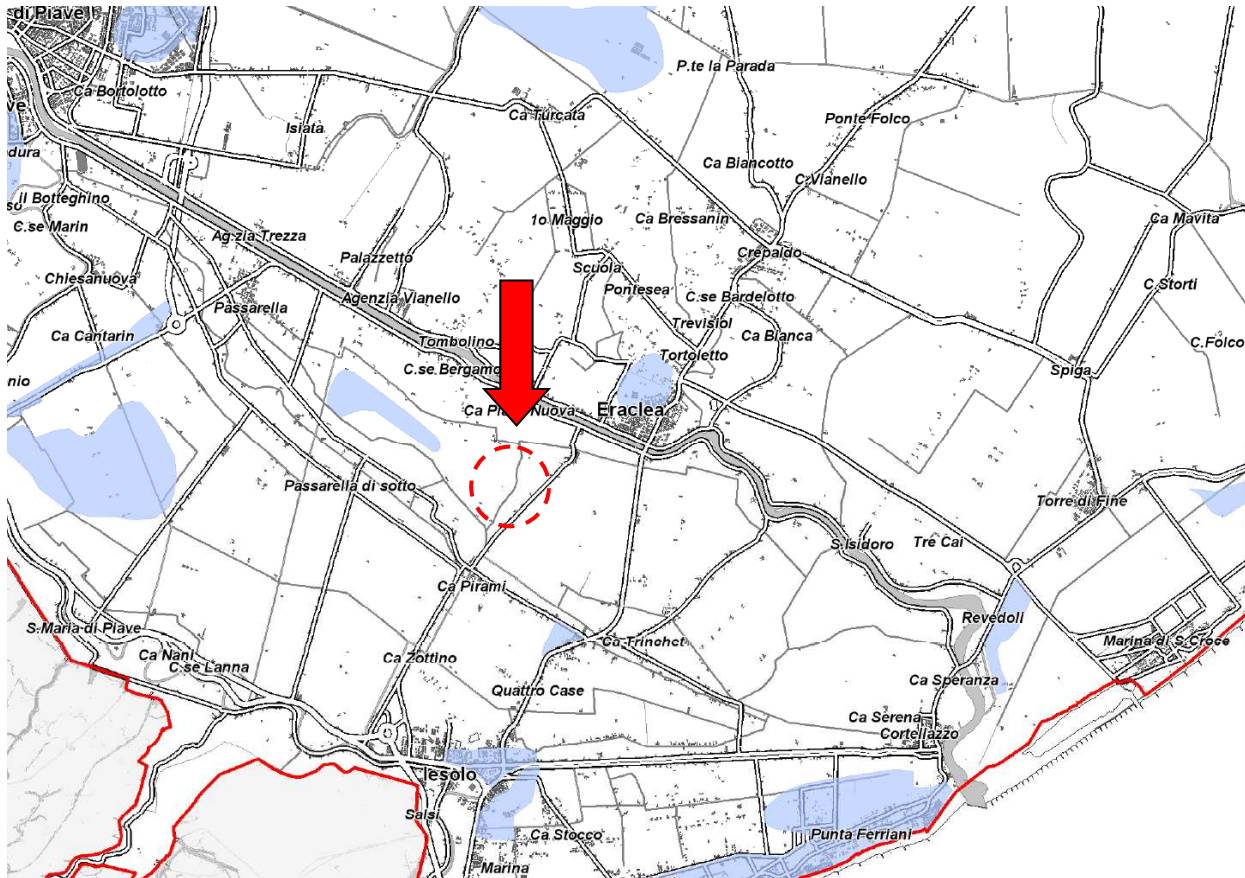 di Piave
P.te la Parada
Ca Bortolotto
Ca Turcata
Ponte Folco
Isiata
Ca Biancotto
C.Vianello
dura
il Botteghino
so
C.se Marin
1o Maggio
Ca Bressanin
Ca Mavita
Ag.zia Trezza
Crepaldo
Palazzetto
Scuola
Chiesanuova
Pontesea
C.Storti
Agenzia Vianello
C.se Bardelotto
Passarella
Trevisiol
Ca Cantarin
Ca Bianca
Tombolino
C.Folco
Tortoletto
C.se Bergamo
Spiga
nio
Nuova
Eraclea
Passarella di sotto
Torre di Fine
S.Isidoro
Tre Cai
Ca Pirami
Revedoli
S.Maria di Piave
Ca Trinchet
Marina di S.Croce
Ca Nani
Ca Zottino
C.se Lanna
Ca Speranza
Quattro Case
Ca Serena
Cortellazzo
Iesolo
Salsi
Ca Stocco
Punta Ferriani
Marina